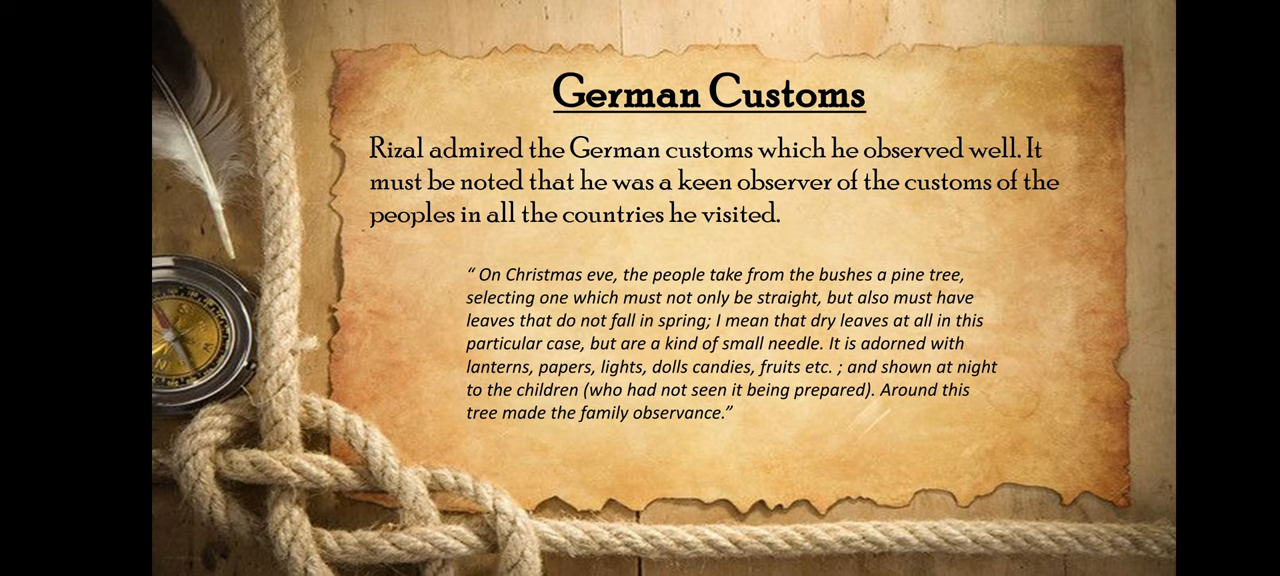 German Customs
Rizal admired the German customs which he observed well. It
must be noted that he was a keen observer of the customs of the
peoples in all the countries he visited.
“ On Christmas eve, the people take from the bushes a pine tree,
selecting one which must not only be straight, but also must have
leaves that do not fall in spring; I mean that dry leaves at all in this
particular case, but are a kind of small needle. It is adorned with
lanterns, papers, lights, dolls candies, fruits etc. ; and shown at night
to the children (who had not seen it being prepared). Around this
tree made the family observance.”